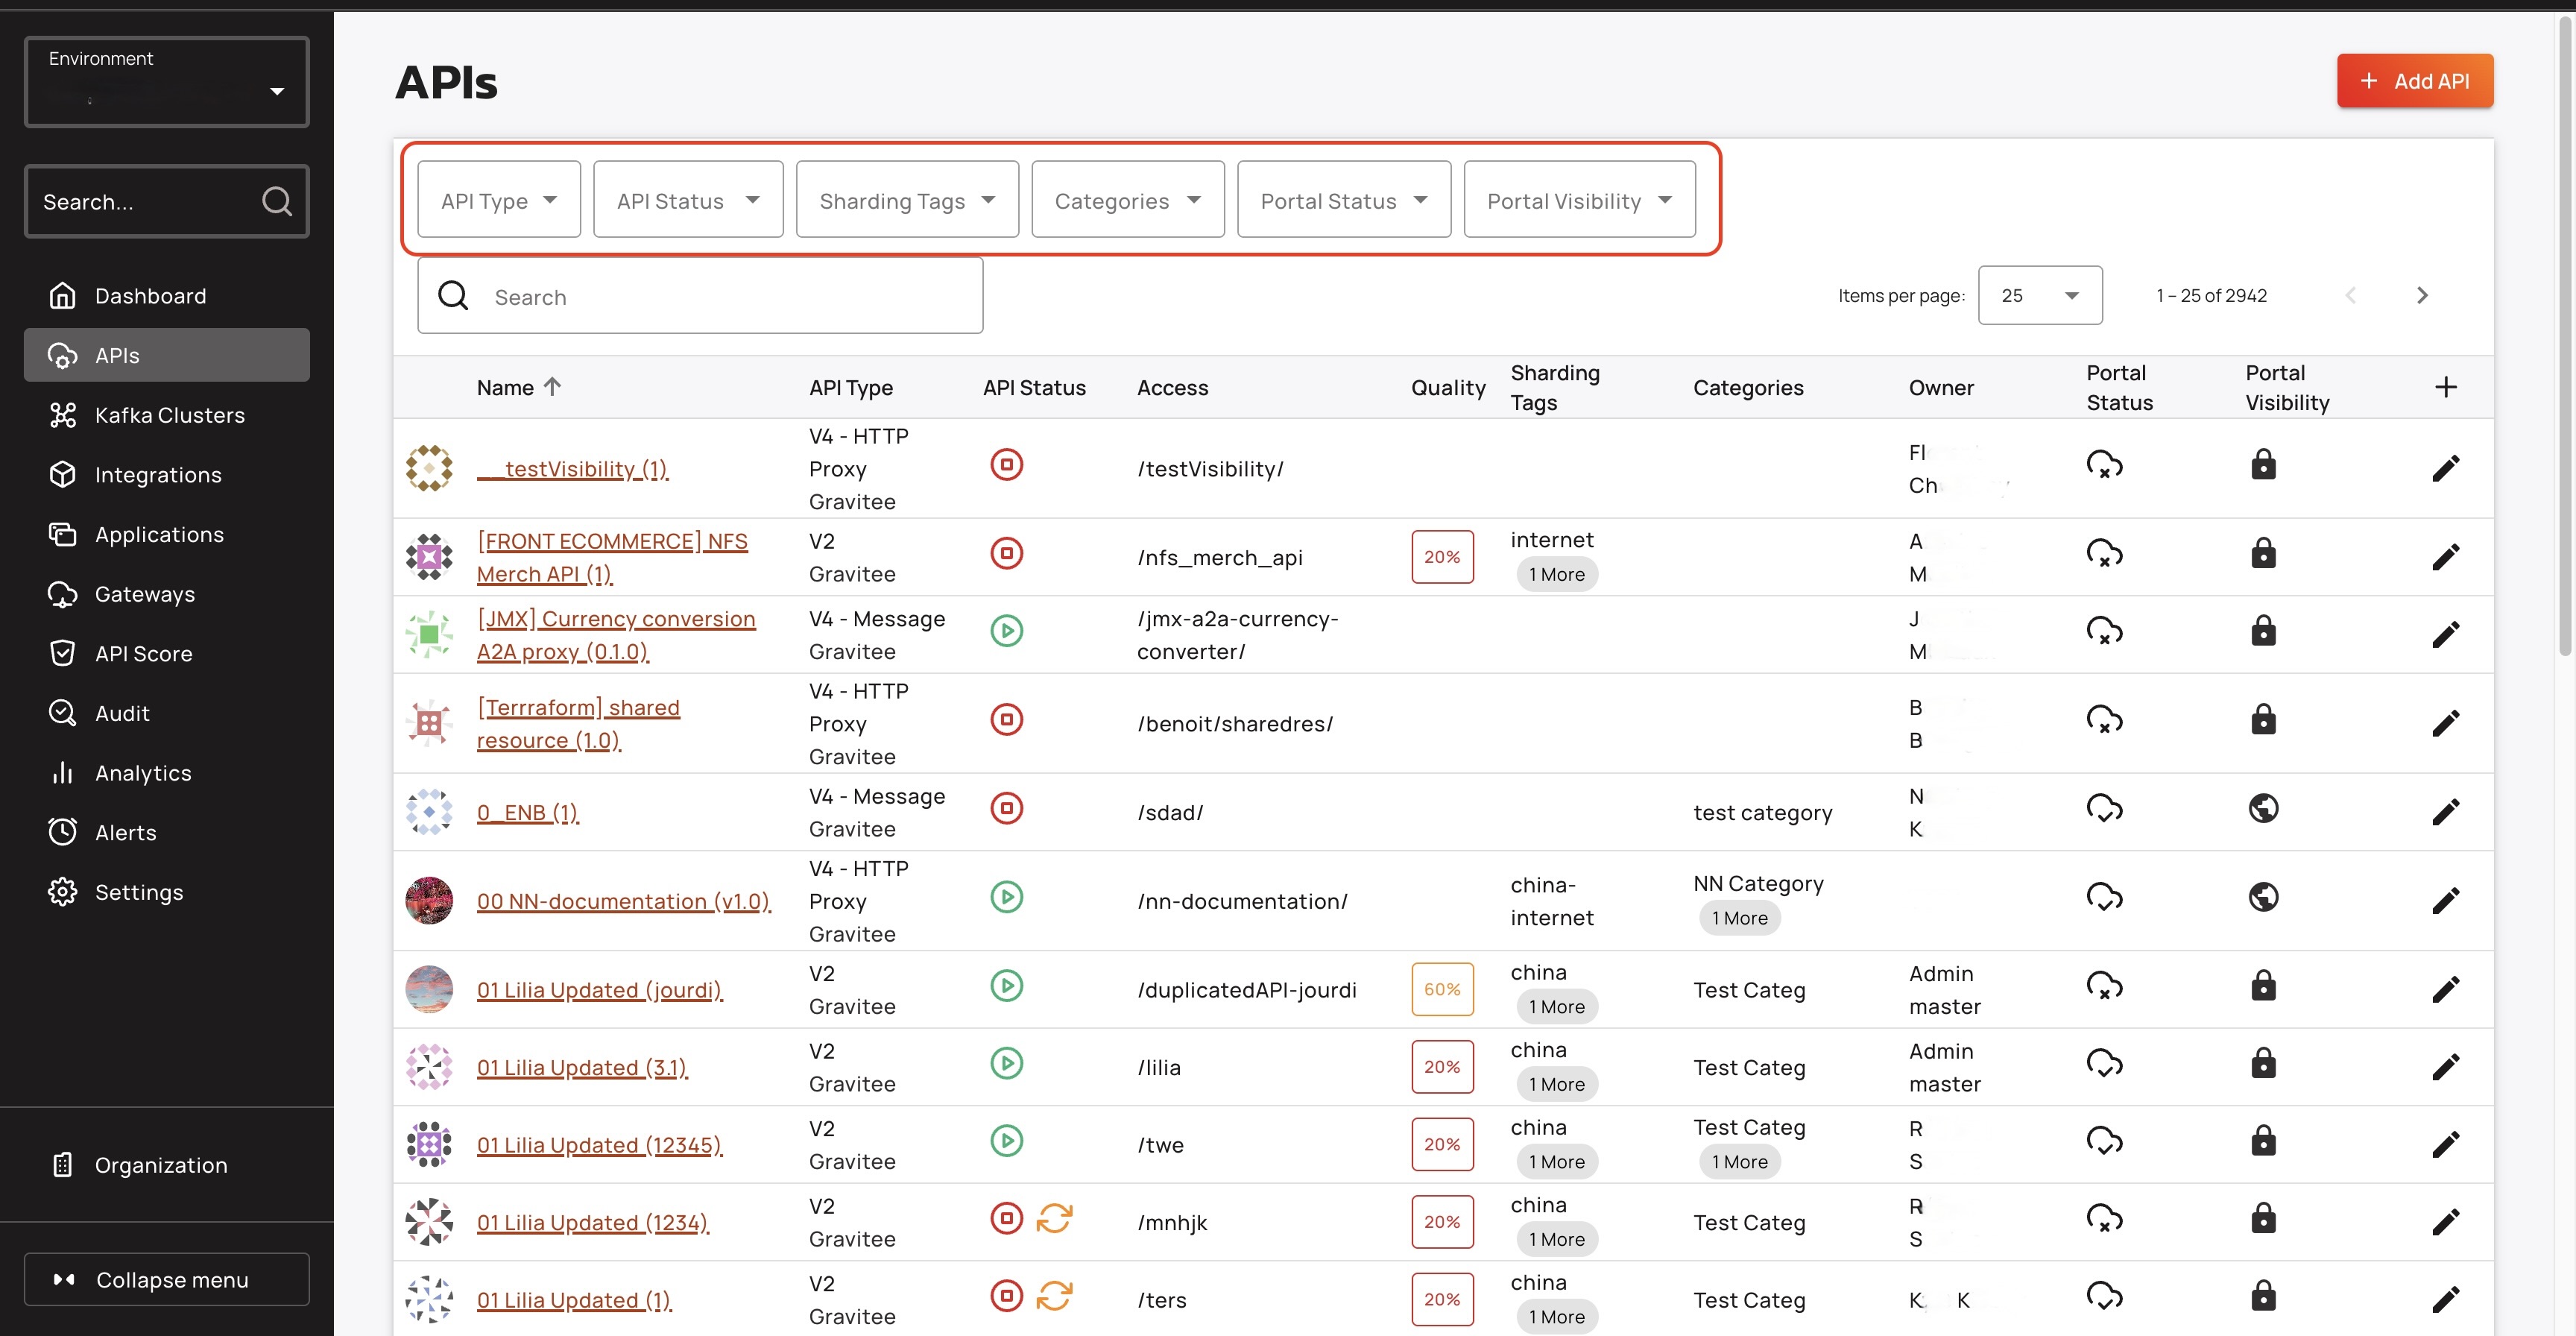 Environment
Search...
Dashboard
APIs
Kafka Clusters
Integrations
Applications
Gateways
API Score
Audit
Analytics
Alerts
Settings
Organization
Collapse menu
APIs
+ Add API
API Type
API Status
Sharding Tags
Categories
Portal Status
Portal Visibility
Search
Items per page: 25 1 – 25 of 2942
Name API Type API Status Access Quality Sharding Tags Categories Owner Portal Status Portal Visibility
__testVisibility (1) V4 - HTTP Proxy Gravitee /testVisibility/ Fl Ch
[FRONT ECOMMERCE] NFS Merch API (1) V2 Gravitee /nfs_merch_api 20% internet 1 More A M
[JMX] Currency conversion A2A proxy (0.1.0) V4 - Message Gravitee /jmx-a2a-currency-converter/ J M
[Terrraform] shared resource (1.0) V4 - HTTP Proxy Gravitee /benoit/sharedres/ B B
0_ENB (1) V4 - Message Gravitee /sdad/ test category N K
00 NN-documentation (v1.0) V4 - HTTP Proxy Gravitee /nn-documentation/ china-internet NN Category 1 More
01 Lilia Updated (jourdi) V2 Gravitee /duplicatedAPI-jourdi 60% china 1 More Test Categ Admin master
01 Lilia Updated (3.1) V2 Gravitee /lilia 20% china 1 More Test Categ Admin master
01 Lilia Updated (12345) V2 Gravitee /twe 20% china 1 More Test Categ 1 More R S
01 Lilia Updated (1234) V2 Gravitee /mnhjk 20% china 1 More Test Categ R S
01 Lilia Updated (1) V2 Gravitee /ters 20% china 1 More Test Categ K K